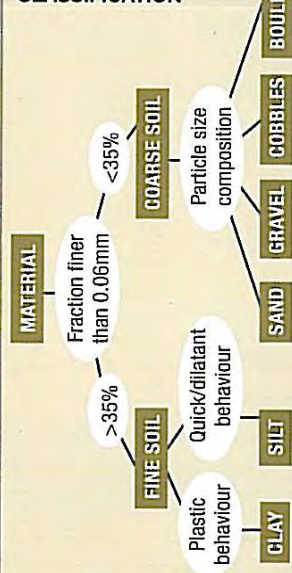 MATERIAL
Fraction finer
than 0.06mm
>35%
<35%
FINE SOIL
COARSE SOIL
Plastic
behaviour
Quick/dilatant
behaviour
Particle size
composition
CLAY
SILT
SAND
GRAVEL
COBBLES